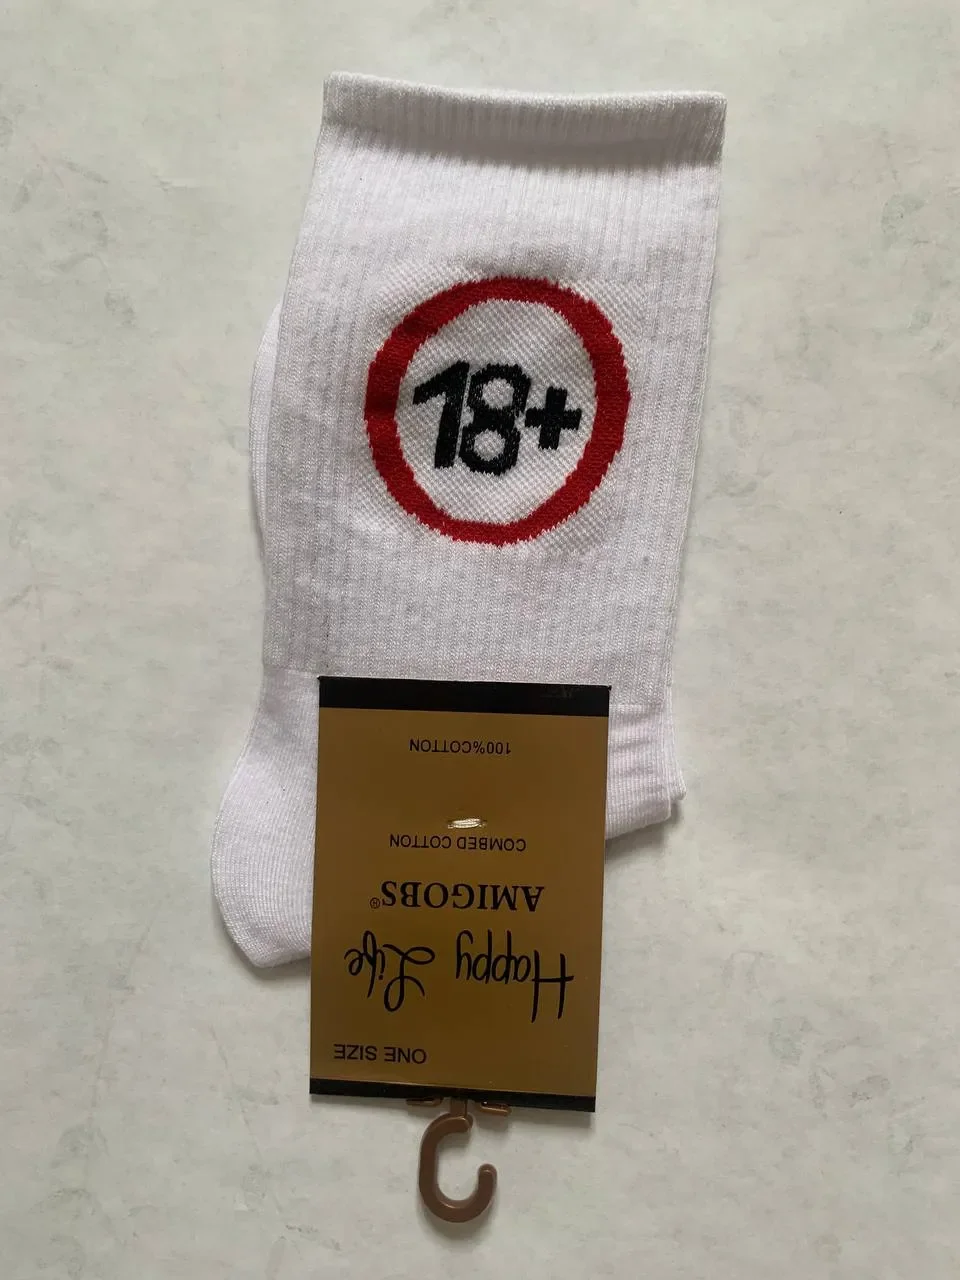 18+
ONE SIZE
Happy Life
AMIGOBS®
COMBED COTTON
100%COTTON